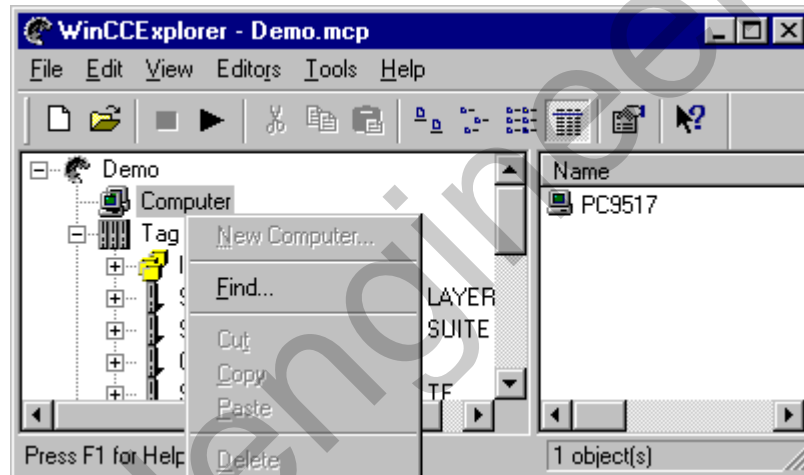 WinCCExplorer - Demo.mcp
File Edit View Editors Tools Help
Demo
Computer
Tag
New Computer...
Find...
LAYER
SUITE
Cut
Copy
Paste
Delete
Name
PC9517
Press F1 for Help
1 object(s)
engineer